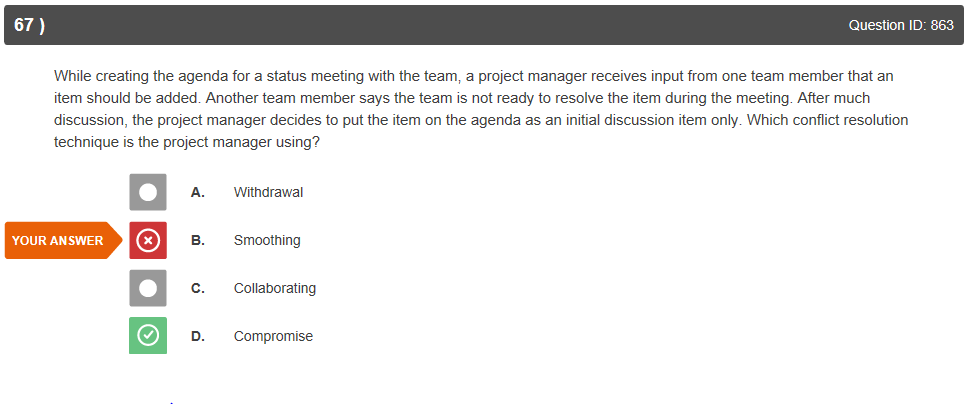 67 ) Question ID: 863
While creating the agenda for a status meeting with the team, a project manager receives input from one team member that an
item should be added. Another team member says the team is not ready to resolve the item during the meeting. After much
discussion, the project manager decides to put the item on the agenda as an initial discussion item only. Which conflict resolution
technique is the project manager using?
A. Withdrawal
YOUR ANSWER B. Smoothing
C. Collaborating
D. Compromise